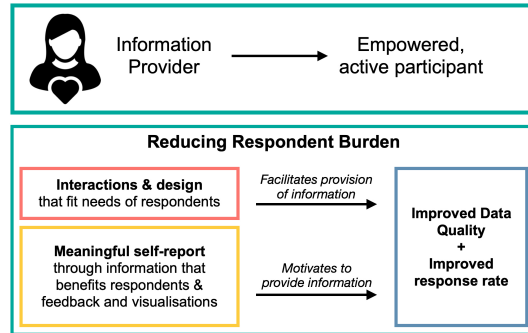 Information
Provider
Empowered,
active participant
Reducing Respondent Burden
Interactions & design
that fit needs of respondents
Facilitates provision
of information
Meaningful self-report
through information that
benefits respondents &
feedback and visualisations
Motivates to
provide information
Improved Data
Quality
+
Improved
response rate